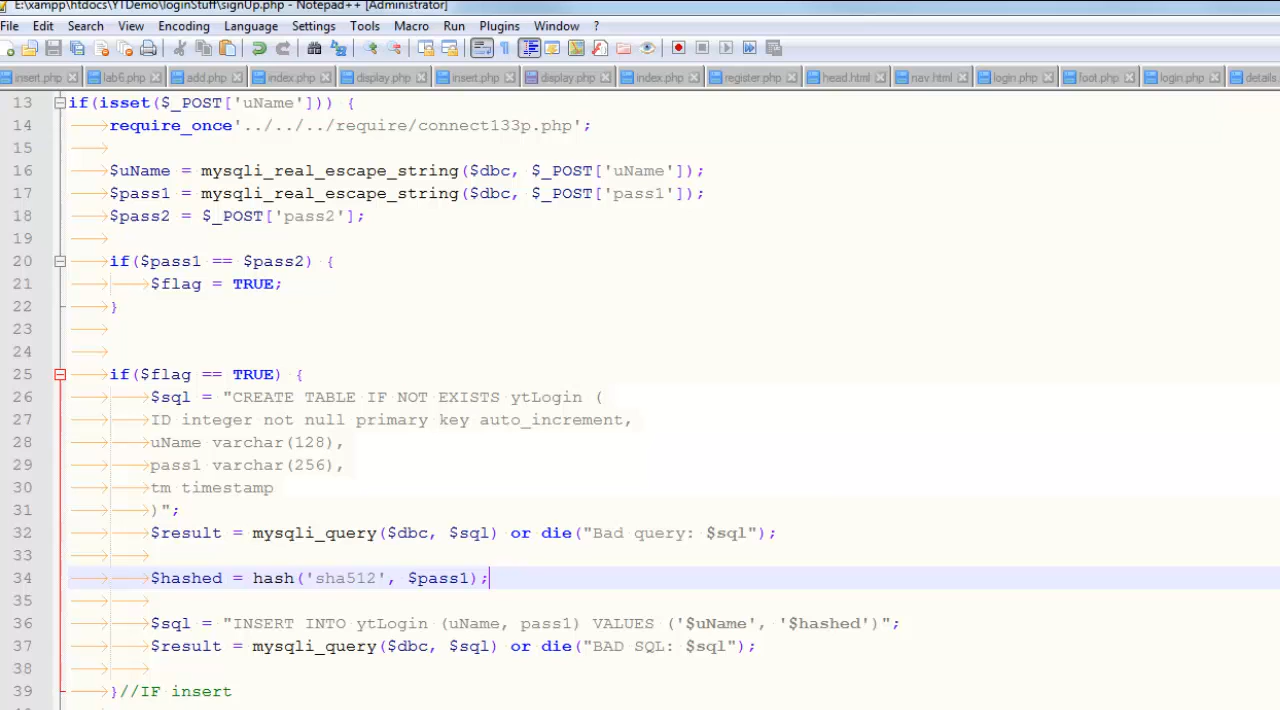 E:\xampp\htdocs\YTDemo\loginStuff\signUp.php - Notepad++ [Administrator]
File Edit Search View Encoding Language Settings Tools Macro Run Plugins Window ?
insert.php lab6.php add.php index.php display.php insert.php display.php index.php register.php head.html nav.html login.php foot.php login.php details
13 if(isset($_POST['uName'])) {
14 require_once'../../../require/connect133p.php';
15
16 $uName = mysqli_real_escape_string($dbc, $_POST['uName']);
17 $pass1 = mysqli_real_escape_string($dbc, $_POST['pass1']);
18 $pass2 = $_POST['pass2'];
19
20 if($pass1 == $pass2) {
21 $flag = TRUE;
22 }
23
24
25 if($flag == TRUE) {
26 $sql = "CREATE TABLE IF NOT EXISTS ytLogin (
27 ID integer not null primary key auto_increment,
28 uName varchar(128),
29 pass1 varchar(256),
30 tm timestamp
31 )";
32 $result = mysqli_query($dbc, $sql) or die("Bad query: $sql");
33
34 $hashed = hash('sha512', $pass1);
35
36 $sql = "INSERT INTO ytLogin (uName, pass1) VALUES ('$uName', '$hashed')";
37 $result = mysqli_query($dbc, $sql) or die("BAD SQL: $sql");
38
39 }//IF insert